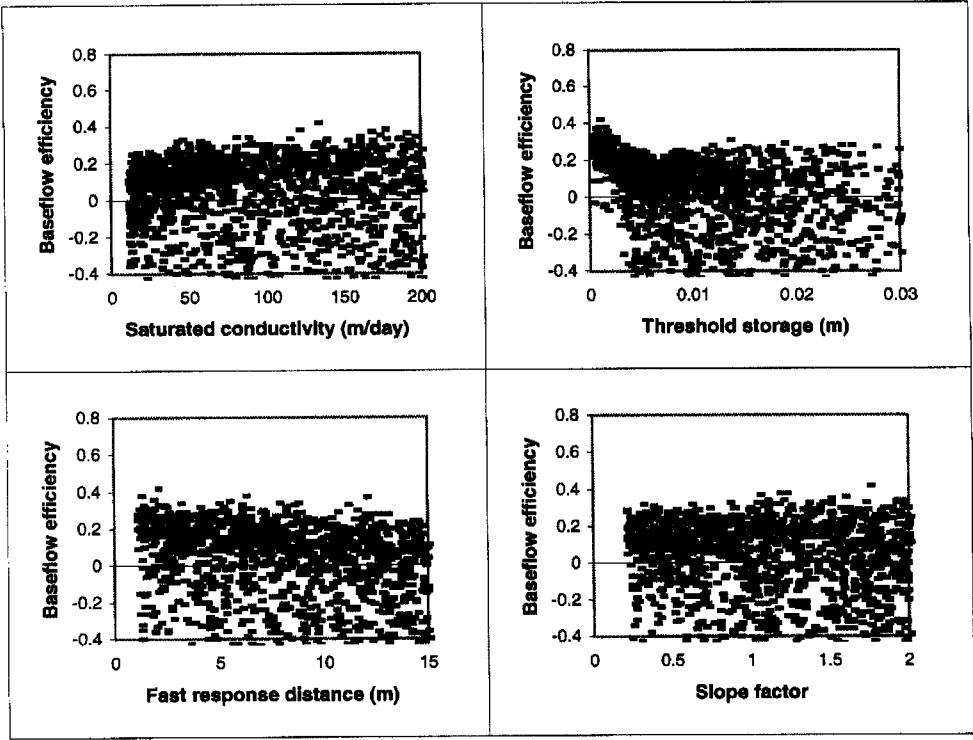 Baseflow efficiency
0.8
0.6
0.4
0.2
0
-0.2
-0.4
0 50 100 150 200
Saturated conductivity (m/day)
Baseflow efficiency
0.8
0.6
0.4
0.2
0
-0.2
-0.4
0 0.01 0.02 0.03
Threshold storage (m)
Baseflow efficiency
0.8
0.6
0.4
0.2
0
-0.2
-0.4
0 5 10 15
Fast response distance (m)
Baseflow efficiency
0.8
0.6
0.4
0.2
0
-0.2
-0.4
0 0.5 1 1.5 2
Slope factor